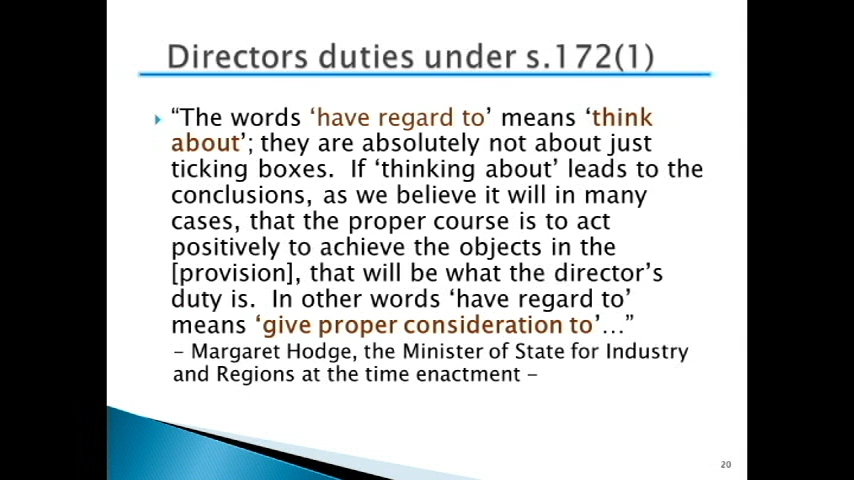 Directors duties under s.172(1)
“The words ‘have regard to’ means ‘think
about’; they are absolutely not about just
ticking boxes. If ‘thinking about’ leads to the
conclusions, as we believe it will in many
cases, that the proper course is to act
positively to achieve the objects in the
[provision], that will be what the director’s
duty is. In other words ‘have regard to’
means ‘give proper consideration to’…”
– Margaret Hodge, the Minister of State for Industry
and Regions at the time enactment –
20